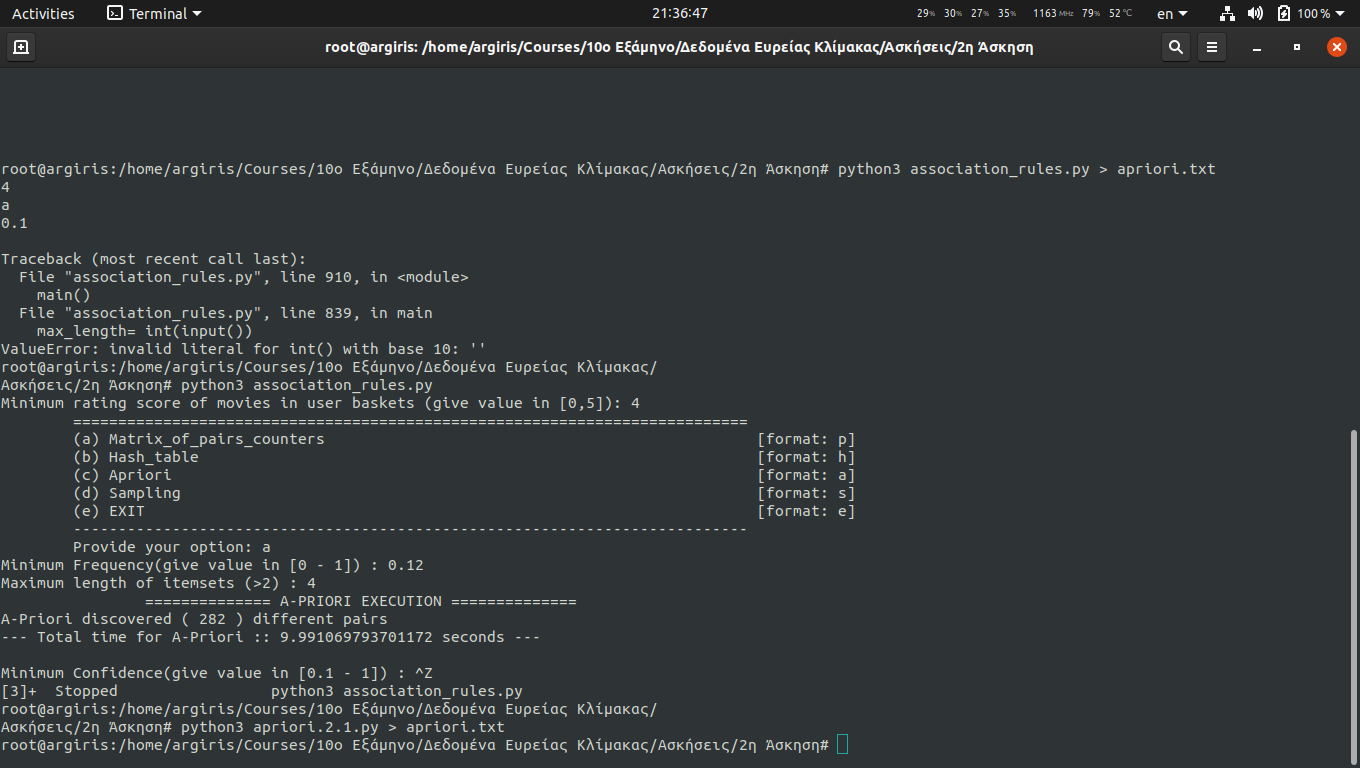 Activities Terminal 21:36:47 29% 30% 27% 35% 1163 MHz 79% 52 °C en 100 %
root@argiris: /home/argiris/Courses/10ο Εξάμηνο/Δεδομένα Ευρείας Κλίμακας/Ασκήσεις/2η Άσκηση
root@argiris:/home/argiris/Courses/10ο Εξάμηνο/Δεδομένα Ευρείας Κλίμακας/Ασκήσεις/2η Άσκηση# python3 association_rules.py > apriori.txt
4
a
0.1
Traceback (most recent call last):
  File "association_rules.py", line 910, in <module>
    main()
  File "association_rules.py", line 839, in main
    max_length= int(input())
ValueError: invalid literal for int() with base 10: ''
root@argiris:/home/argiris/Courses/10ο Εξάμηνο/Δεδομένα Ευρείας Κλίμακας/
Ασκήσεις/2η Άσκηση# python3 association_rules.py
Minimum rating score of movies in user baskets (give value in [0,5]): 4
        ===========================================================================
        (a) Matrix_of_pairs_counters                                                [format: p]
        (b) Hash_table                                                              [format: h]
        (c) Apriori                                                                 [format: a]
        (d) Sampling                                                                [format: s]
        (e) EXIT                                                                    [format: e]
        ---------------------------------------------------------------------------
        Provide your option: a
Minimum Frequency(give value in [0 - 1]) : 0.12
Maximum length of itemsets (>2) : 4
                ============== A-PRIORI EXECUTION ==============
A-Priori discovered ( 282 ) different pairs
--- Total time for A-Priori :: 9.991069793701172 seconds ---
Minimum Confidence(give value in [0.1 - 1]) : ^Z
[3]+  Stopped                 python3 association_rules.py
root@argiris:/home/argiris/Courses/10ο Εξάμηνο/Δεδομένα Ευρείας Κλίμακας/
Ασκήσεις/2η Άσκηση# python3 apriori.2.1.py > apriori.txt
root@argiris:/home/argiris/Courses/10ο Εξάμηνο/Δεδομένα Ευρείας Κλίμακας/Ασκήσεις/2η Άσκηση#